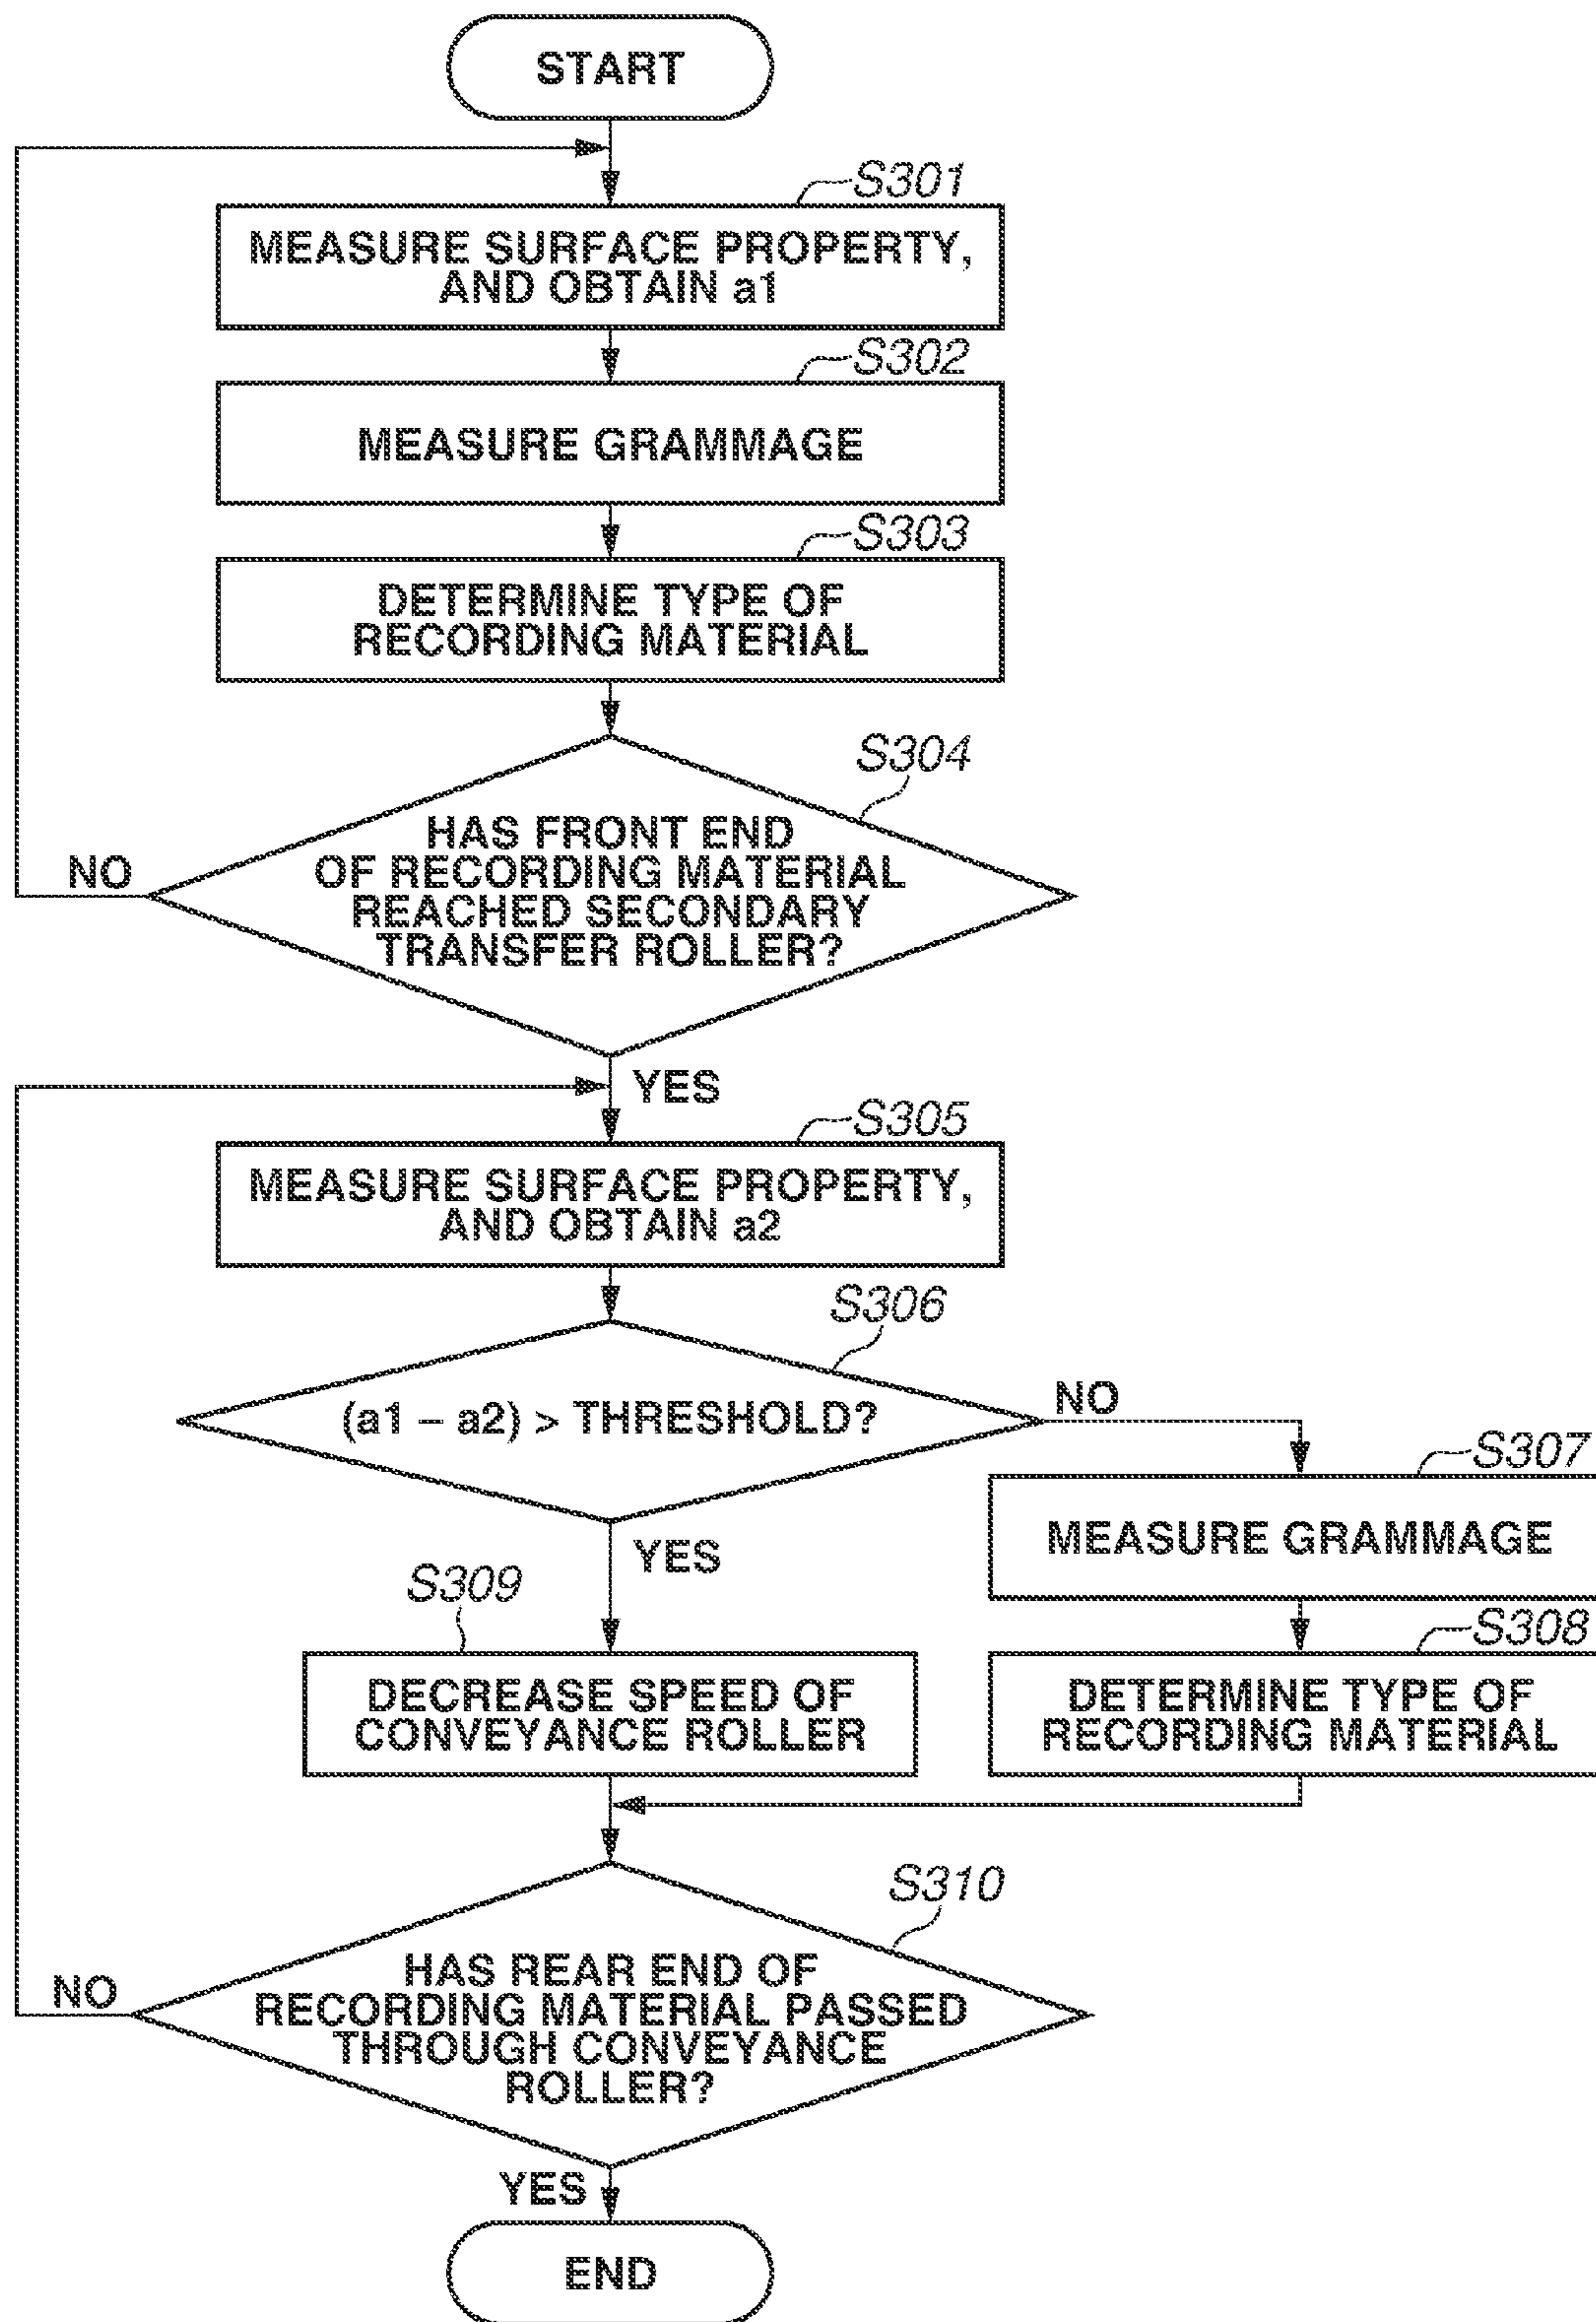 START
S301
MEASURE SURFACE PROPERTY,
AND OBTAIN a1
S302
MEASURE GRAMMAGE
S303
DETERMINE TYPE OF
RECORDING MATERIAL
S304
HAS FRONT END
OF RECORDING MATERIAL
REACHED SECONDARY
TRANSFER ROLLER?
NO
YES
S305
MEASURE SURFACE PROPERTY,
AND OBTAIN a2
S306
(a1 – a2) > THRESHOLD?
NO
YES
S307
MEASURE GRAMMAGE
S308
DETERMINE TYPE OF
RECORDING MATERIAL
S309
DECREASE SPEED OF
CONVEYANCE ROLLER
S310
HAS REAR END OF
RECORDING MATERIAL PASSED
THROUGH CONVEYANCE
ROLLER?
NO
YES
END